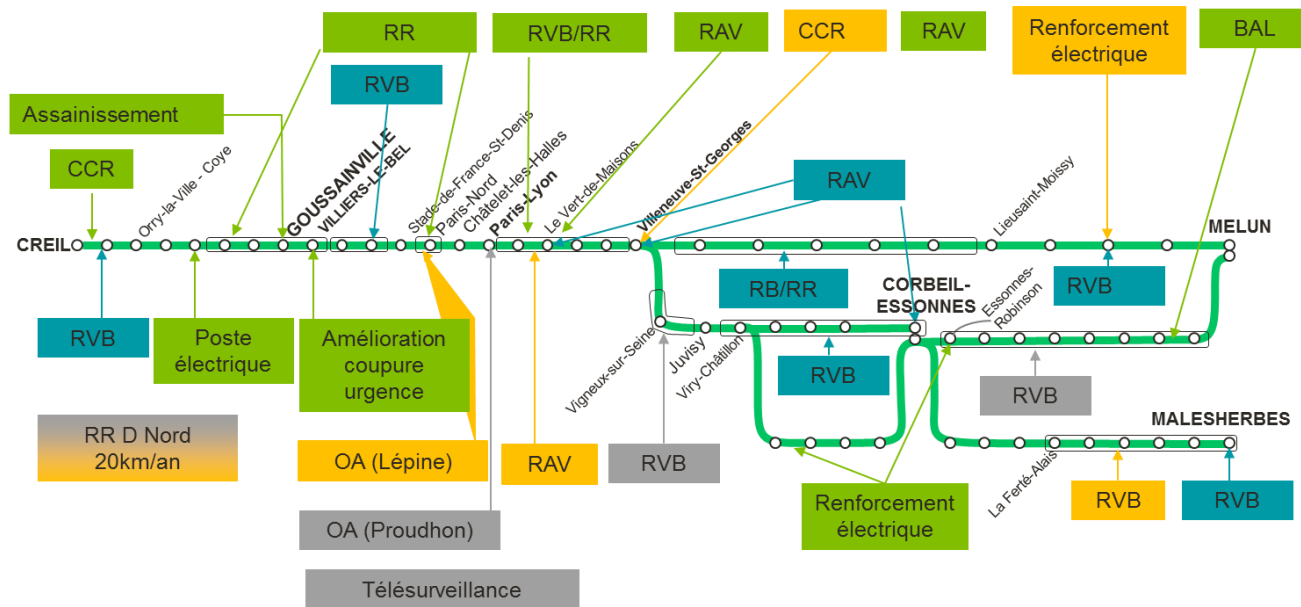 RR
RVB/RR
RAV
CCR
RAV
Renforcement
électrique
BAL
RVB
Assainissement
CCR
Orry-la-Ville - Coye
GOUSSAINVILLE
VILLIERS-LE-BEL
Stade-de-France-St-Denis
Paris-Nord
Châtelet-les-Halles
Paris-Lyon
Le Vert-de-Maisons
Villeneuve-St-Georges
RAV
Lieusaint-Moissy
CREIL
MELUN
RVB
Poste
électrique
Amélioration
coupure
urgence
RB/RR
RVB
CORBEIL-
ESSONNES
Essonnes-
Robinson
Vigneux-sur-Seine
Juvisy
Viry-Châtillon
RVB
RVB
RR D Nord
20km/an
OA (Lépine)
RAV
RVB
MALESHERBES
La Ferté-Alais
OA (Proudhon)
Renforcement
électrique
RVB
RVB
Télésurveillance